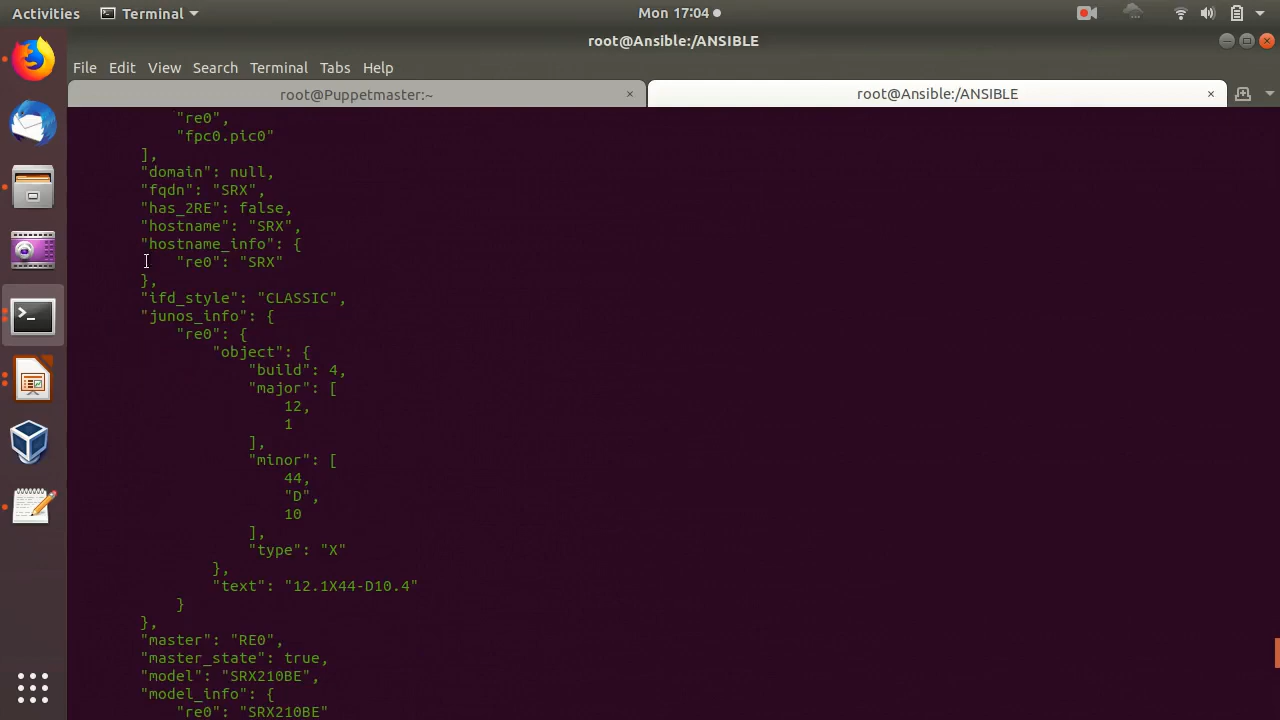 Activities
Terminal
Mon 17:04
root@Ansible:/ANSIBLE
File Edit View Search Terminal Tabs Help
root@Puppetmaster:~ ×
root@Ansible:/ANSIBLE ×
"re0",
"fpc0.pic0"
],
"domain": null,
"fqdn": "SRX",
"has_2RE": false,
"hostname": "SRX",
"hostname_info": {
"re0": "SRX"
},
"ifd_style": "CLASSIC",
"junos_info": {
"re0": {
"object": {
"build": 4,
"major": [
12,
1
],
"minor": [
44,
"D",
10
],
"type": "X"
},
"text": "12.1X44-D10.4"
}
},
"master": "RE0",
"master_state": true,
"model": "SRX210BE",
"model_info": {
"re0": "SRX210BE"